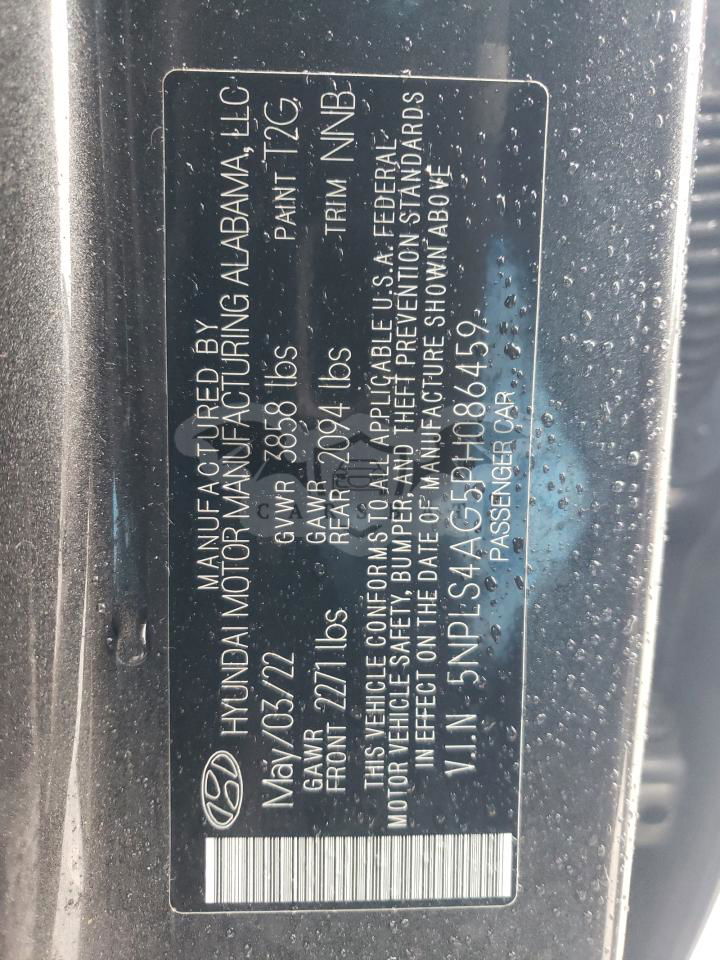 MANUFACTURED BY
HYUNDAI MOTOR MANUFACTURING ALABAMA, LLC
May/03/22 GVWR 3858 lbs PAINT T2G
GAWR GAWR
FRONT 2271 lbs REAR 2094 lbs TRIM NNB
THIS VEHICLE CONFORMS TO ALL APPLICABLE U.S.A. FEDERAL
MOTOR VEHICLE SAFETY, BUMPER, AND THEFT PREVENTION STANDARDS
IN EFFECT ON THE DATE OF MANUFACTURE SHOWN ABOVE
V.I.N 5NPLS4AG5PH086459
PASSENGER CAR